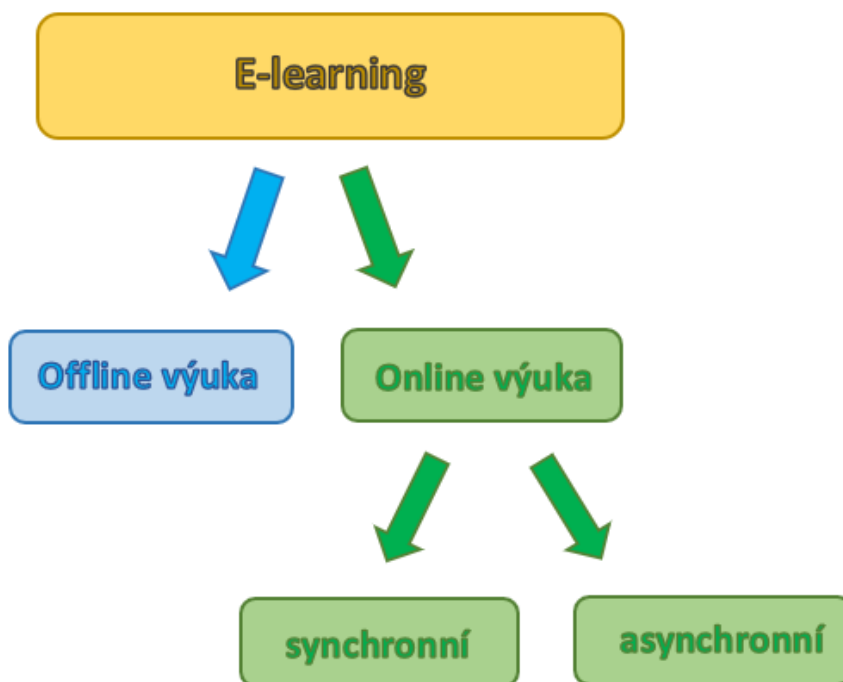 E-learning
Offline výuka
Online výuka
synchronní
asynchronní